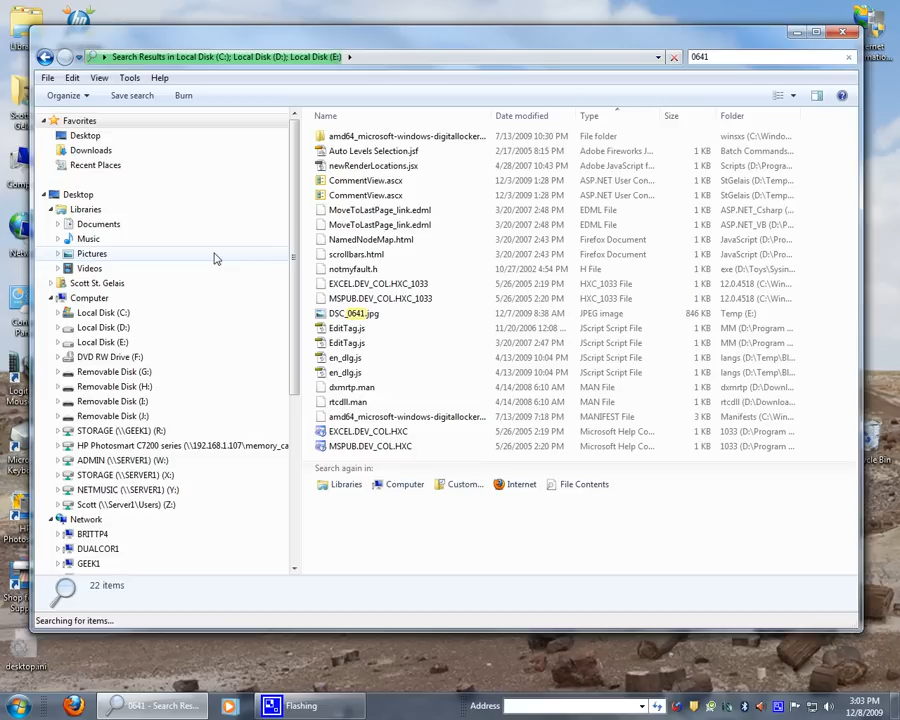 Search Results in Local Disk (C:); Local Disk (D:); Local Disk (E:)
0641
File Edit View Tools Help
Organize Save search Burn
Favorites
Desktop
Downloads
Recent Places
Desktop
Libraries
Documents
Music
Pictures
Videos
Scott St. Gelais
Computer
Local Disk (C:)
Local Disk (D:)
Local Disk (E:)
DVD RW Drive (F:)
Removable Disk (G:)
Removable Disk (H:)
Removable Disk (I:)
Removable Disk (J:)
STORAGE (\\GEEK1) (R:)
HP Photosmart C7200 series (\\192.168.1.107\memory_ca
ADMIN (\\SERVER1) (W:)
STORAGE (\\SERVER1) (X:)
NETMUSIC (\\SERVER1) (Y:)
Scott (\\Server1\Users) (Z:)
Network
BRITTP4
DUALCOR1
GEEK1
Name Date modified Type Size Folder
amd64_microsoft-windows-digitallocker... 7/13/2009 10:30 PM File folder winsxs (C:\Windo...
Auto Levels Selection.jsf 2/17/2005 8:15 PM Adobe Fireworks J... 1 KB Batch Commands...
newRenderLocations.jsx 4/28/2007 10:43 PM Adobe JavaScript f... 1 KB Scripts (D:\Progra...
CommentView.ascx 12/3/2009 1:28 PM ASP.NET User Con... 1 KB StGelais (D:\Temp...
CommentView.ascx 12/3/2009 1:28 PM ASP.NET User Con... 1 KB StGelais (D:\Temp...
MoveToLastPage_link.edml 3/20/2007 2:48 PM EDML File 1 KB ASP.NET_Csharp (...
MoveToLastPage_link.edml 3/20/2007 2:48 PM EDML File 1 KB ASP.NET_VB (D:\...
NamedNodeMap.html 3/20/2007 2:48 PM Firefox Document 1 KB JavaScript (D:\Pro...
scrollbars.html 3/20/2007 2:48 PM Firefox Document 1 KB JavaScript (D:\Pro...
notmyfault.h 10/27/2002 4:54 PM H File 1 KB exe (D:\Toys\Sysin...
EXCEL.DEV_COL.HXC_1033 5/26/2005 2:19 PM HXC_1033 File 1 KB 12.0.4518 (C:\Win...
MSPUB.DEV_COL.HXC_1033 5/26/2005 2:20 PM HXC_1033 File 1 KB 12.0.4518 (C:\Win...
DSC_0641.jpg 12/7/2009 8:38 AM JPEG image 846 KB Temp (E:)
EditTag.js 11/20/2006 12:08 ... JScript Script File 1 KB MM (D:\Program ...
EditTag.js 3/20/2007 2:47 PM JScript Script File 1 KB MM (D:\Program ...
en_dlg.js 4/13/2009 10:04 PM JScript Script File 1 KB langs (D:\Temp\Bl...
en_dlg.js 4/13/2009 10:04 PM JScript Script File 1 KB langs (D:\Temp\Bl...
dxmrtp.man 4/14/2008 6:10 AM MAN File 1 KB rtcdll (D:\Downloa...
rtcdll.man 4/14/2008 6:10 AM MAN File 1 KB rtcdll (D:\Downloa...
amd64_microsoft-windows-digitallocker... 7/13/2009 7:18 PM MANIFEST File 3 KB Manifests (C:\Win...
EXCEL.DEV_COL.HXC 5/26/2005 2:19 PM Microsoft Help Co... 1 KB 1033 (D:\Program ...
MSPUB.DEV_COL.HXC 5/26/2005 2:20 PM Microsoft Help Co... 1 KB 1033 (D:\Program ...
Search again in:
Libraries Computer Custom... Internet File Contents
22 items
Searching for items...
desktop.ini
0641 - Search Res...
Flashing
Address
3:03 PM
12/8/2009